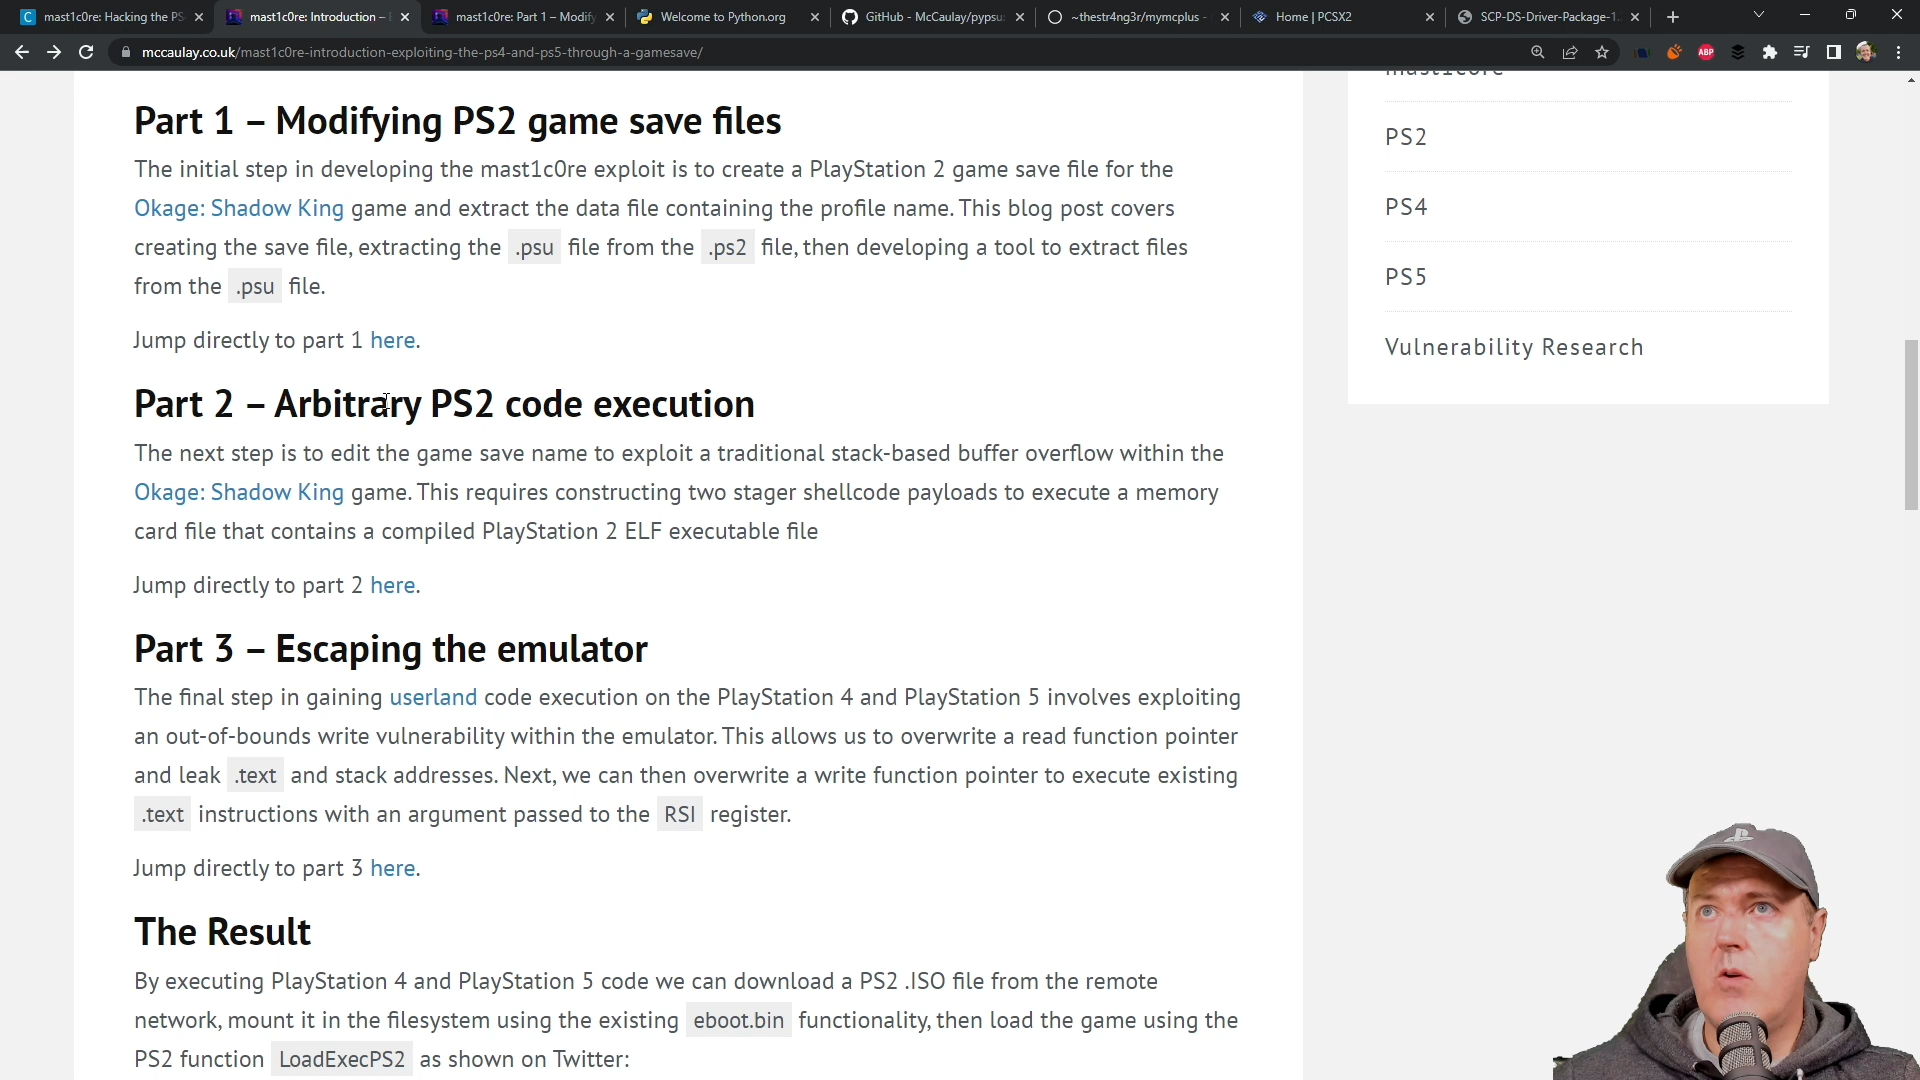 mast1c0re: Hacking the PS
mast1c0re: Introduction –
mast1c0re: Part 1 – Modify
Welcome to Python.org
GitHub - McCaulay/pypsu
~thestr4ng3r/mymcplus -
Home | PCSX2
SCP-DS-Driver-Package-1.
mccaulay.co.uk/mast1c0re-introduction-exploiting-the-ps4-and-ps5-through-a-gamesave/
ABP
Part 1 – Modifying PS2 game save files
The initial step in developing the mast1c0re exploit is to create a PlayStation 2 game save file for the
Okage: Shadow King game and extract the data file containing the profile name. This blog post covers
creating the save file, extracting the .psu file from the .ps2 file, then developing a tool to extract files
from the .psu file.
Jump directly to part 1 here.
Part 2 – Arbitrary PS2 code execution
The next step is to edit the game save name to exploit a traditional stack-based buffer overflow within the
Okage: Shadow King game. This requires constructing two stager shellcode payloads to execute a memory
card file that contains a compiled PlayStation 2 ELF executable file
Jump directly to part 2 here.
Part 3 – Escaping the emulator
The final step in gaining userland code execution on the PlayStation 4 and PlayStation 5 involves exploiting
an out-of-bounds write vulnerability within the emulator. This allows us to overwrite a read function pointer
and leak .text and stack addresses. Next, we can then overwrite a write function pointer to execute existing
.text instructions with an argument passed to the RSI register.
Jump directly to part 3 here.
The Result
By executing PlayStation 4 and PlayStation 5 code we can download a PS2 .ISO file from the remote
network, mount it in the filesystem using the existing eboot.bin functionality, then load the game using the
PS2 function LoadExecPS2 as shown on Twitter:
mast1c0re
PS2
PS4
PS5
Vulnerability Research